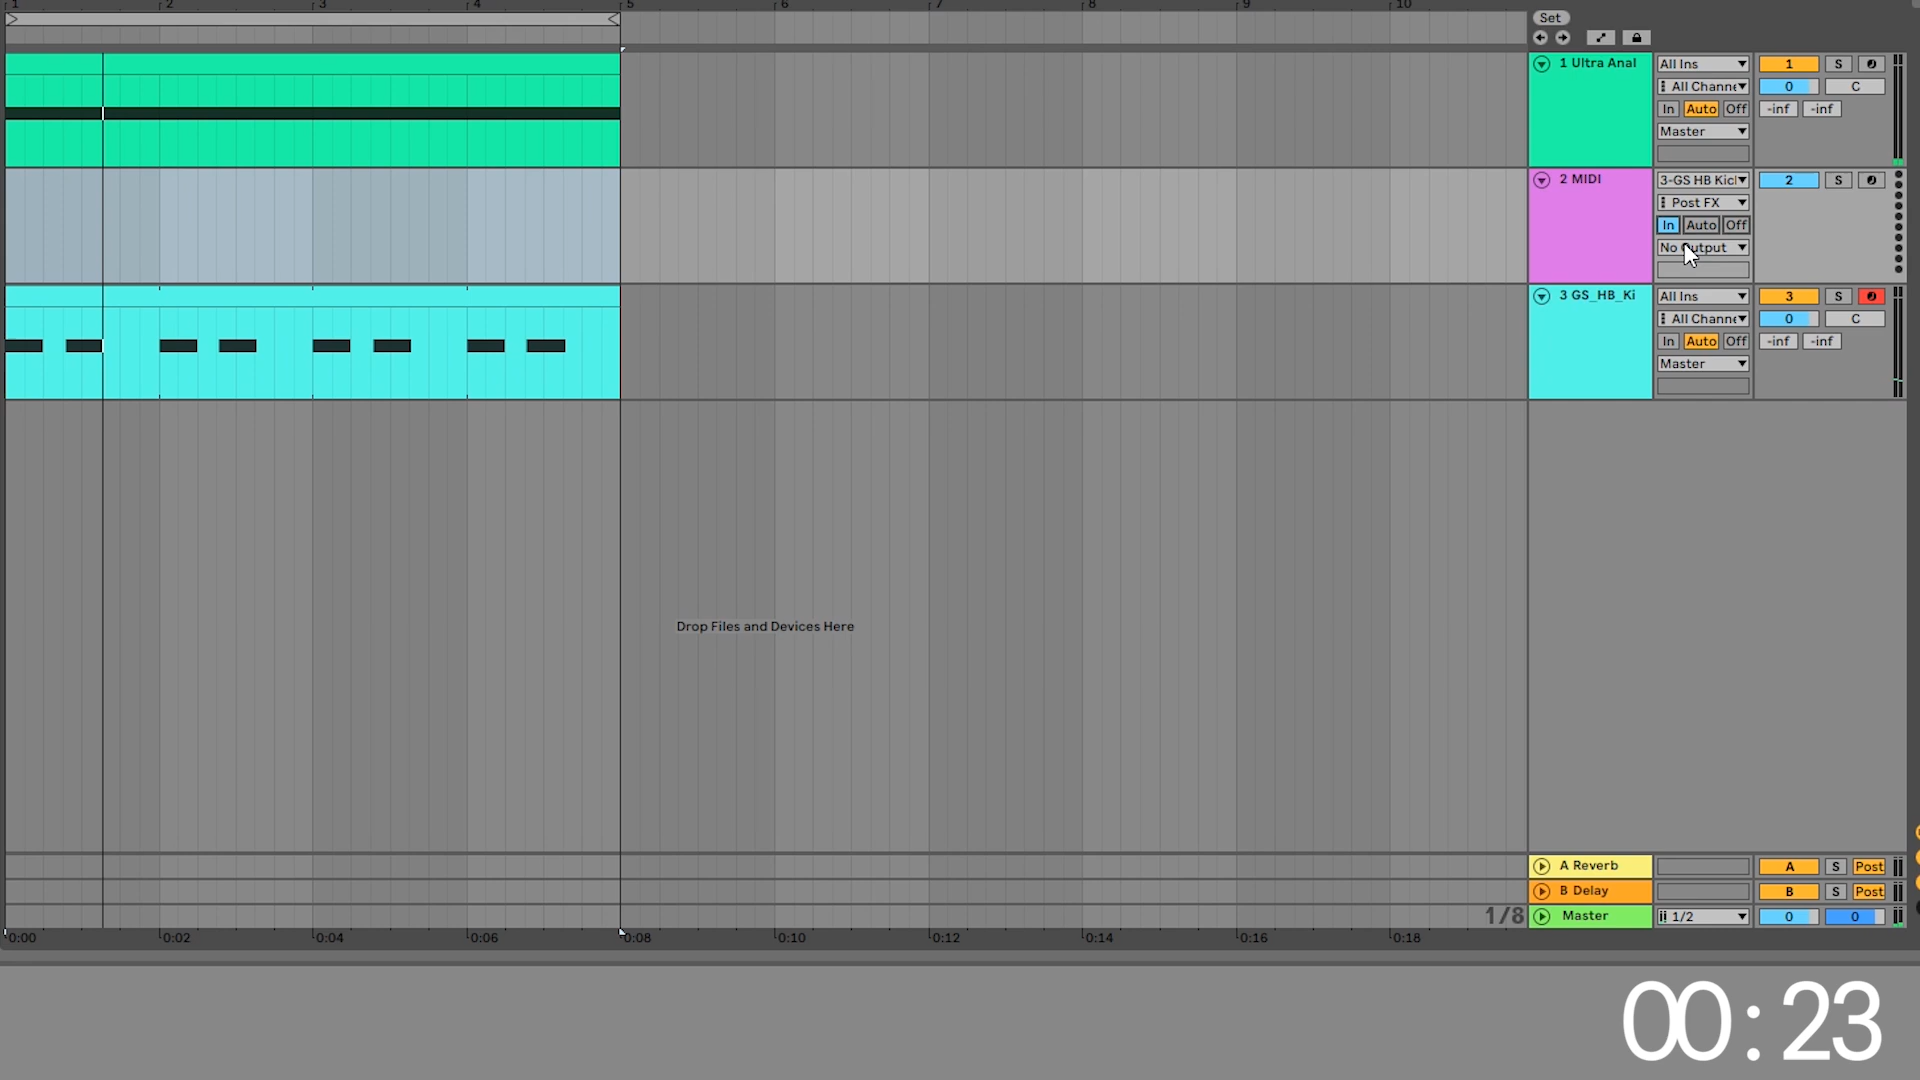 1 2 3 4 5 6 7 8 9 10
Set
1 Ultra Anal All Ins 1 S
All Channe 0 C
In Auto Off -inf -inf
Master
2 MIDI 3-GS HB Kicl 2 S
Post FX
In Auto Off
No Output
3 GS_HB_Ki All Ins 3 S
All Channe 0 C
In Auto Off -inf -inf
Master
Drop Files and Devices Here
A Reverb A S Post
B Delay B S Post
1/8 Master 1/2 0 0
0:00 0:02 0:04 0:06 0:08 0:10 0:12 0:14 0:16 0:18
00:23